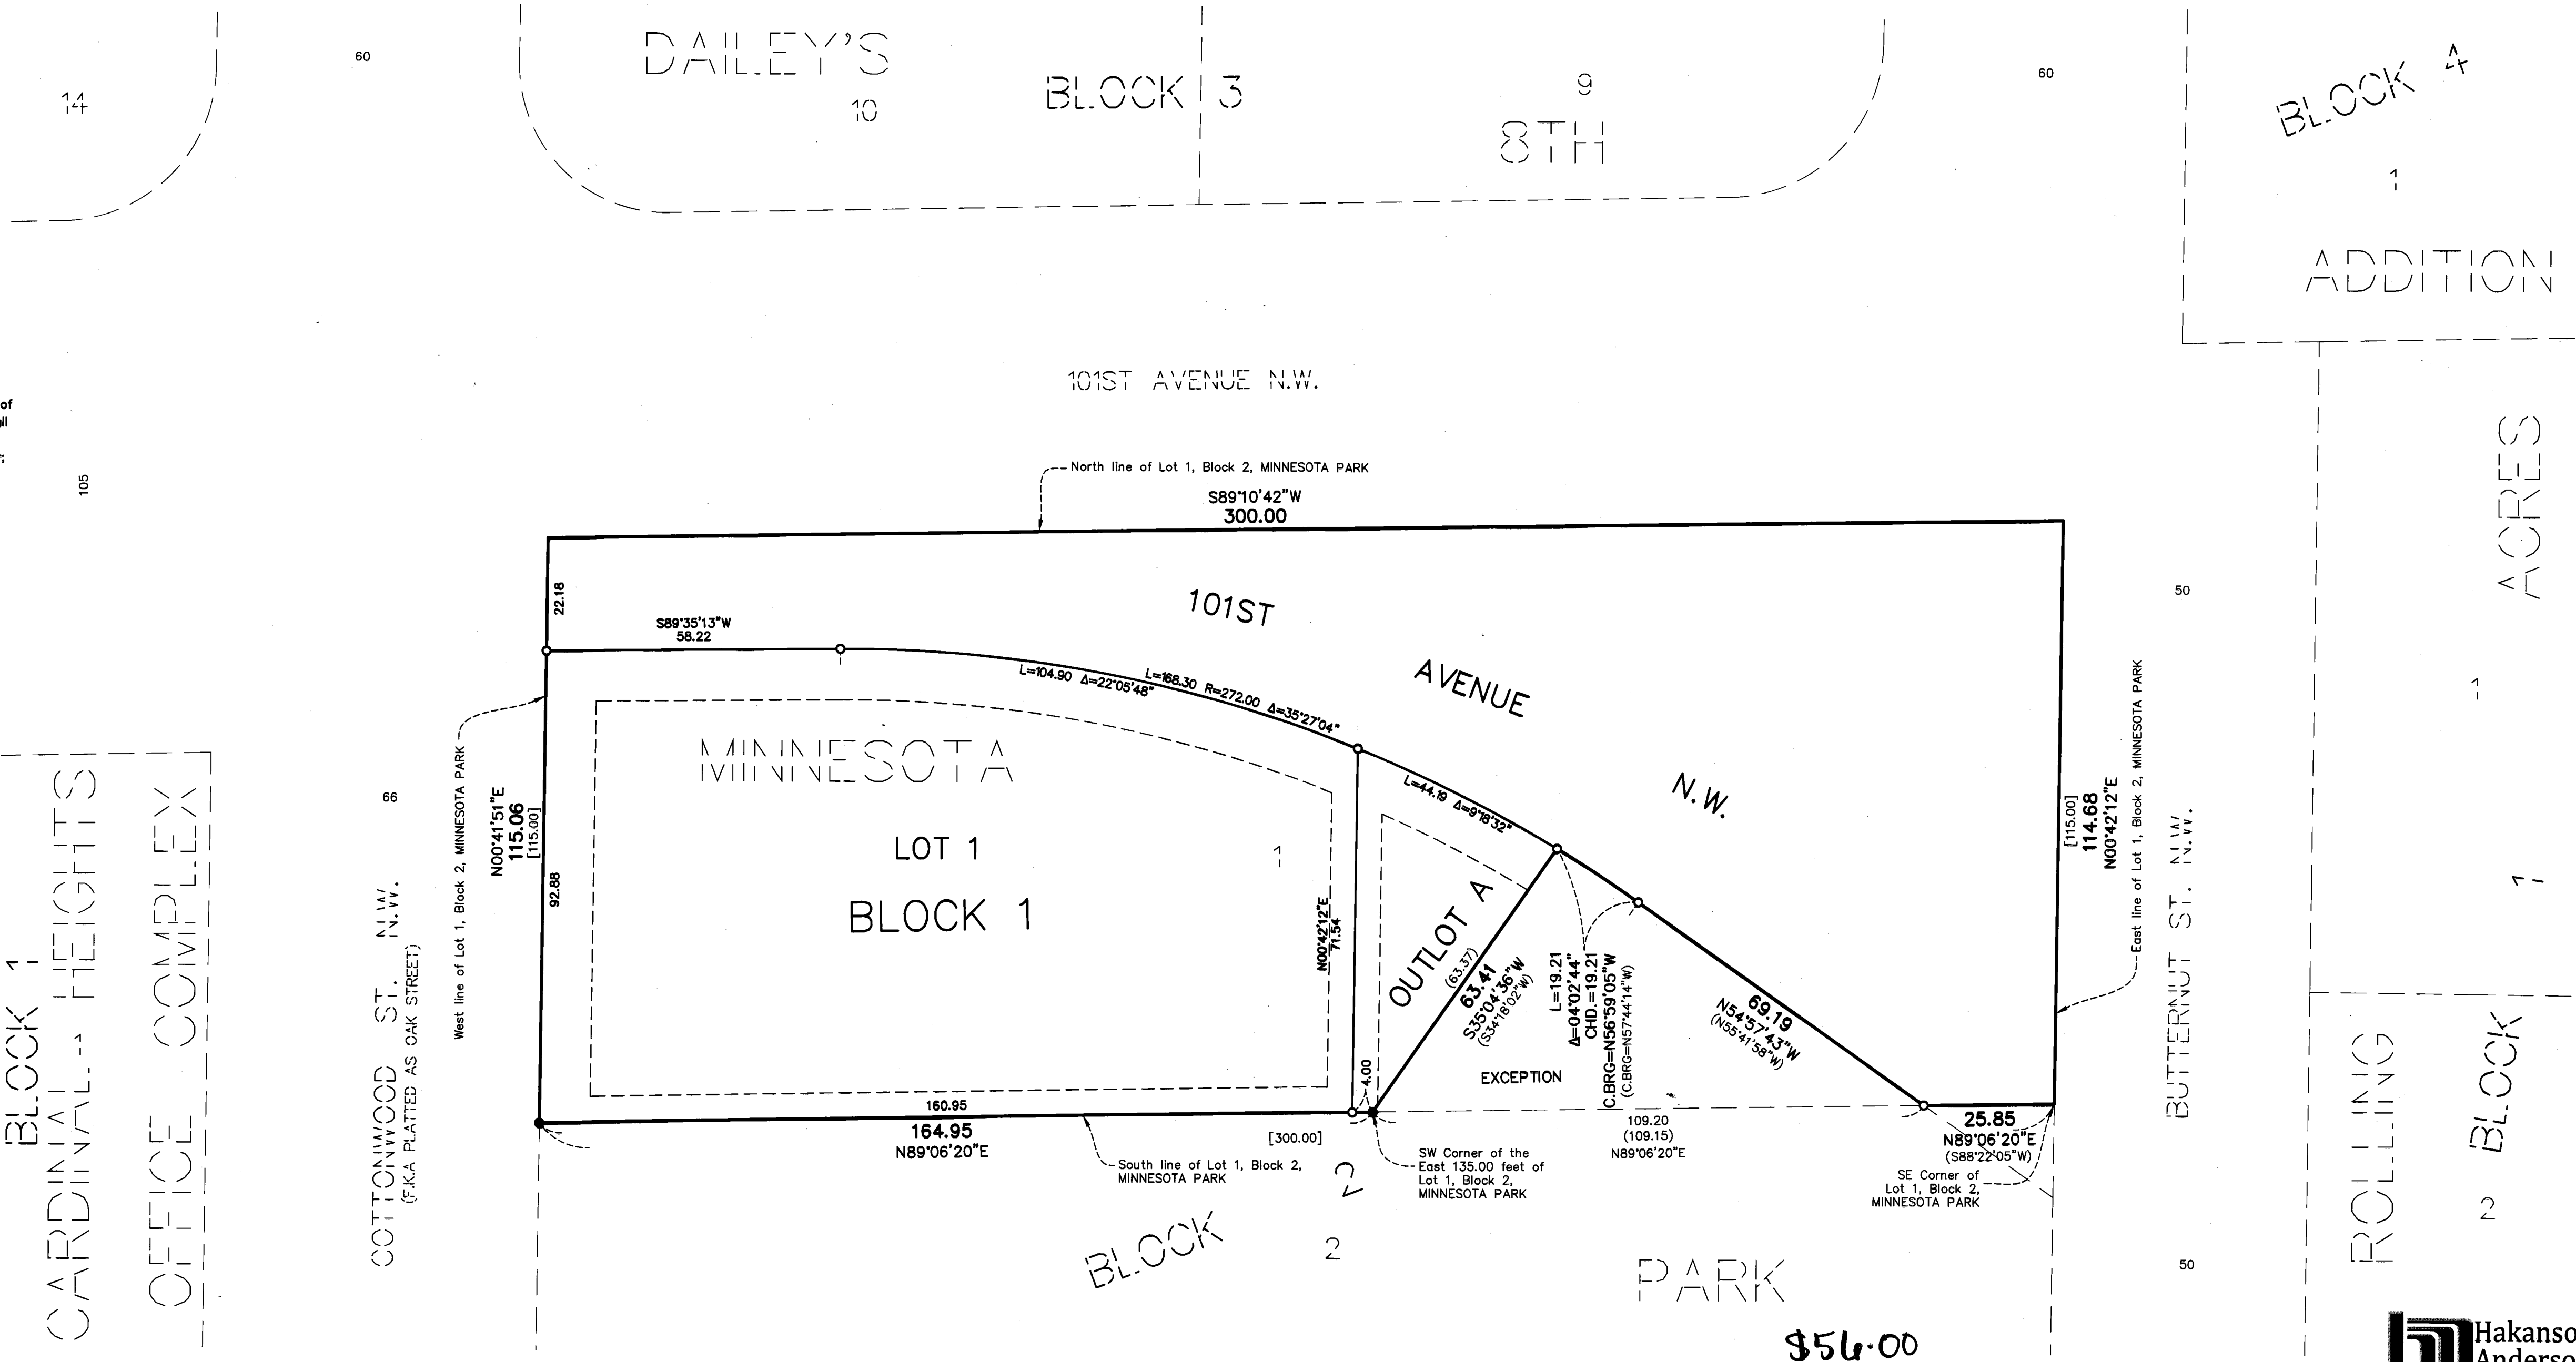 DAILEY'S
BLOCK 3
14
60
10
9
8TH
60
BLOCK 4
1
ADDITION
of
105
101ST AVENUE N.W.
North line of Lot 1, Block 2, MINNESOTA PARK
S89°10'42"W
300.00
22.18
S89°35'13"W
58.22
101ST
AVENUE
N.W.
L=104.90 Δ=22°05'48"
L=168.30 R=272.00 Δ=35°27'04"
L=44.19 Δ=9°18'32"
MINNESOTA
LOT 1
BLOCK 1
1
West line of Lot 1, Block 2, MINNESOTA PARK
N00°41'51"E
115.06
[115.00]
92.88
N00°42'12"E
71.54
OUTLOT A
(63.37)
63.41
S35°04'36"W
(S34°18'02"W)
L=19.21
Δ=04°02'44"
CHD.=19.21
C.BRG=N56°59'05"W
(C.BRG=N57°44'14"W)
69.19
N54°57'43"W
(N55°41'58"W)
EXCEPTION
4.00
160.95
164.95
N89°06'20"E
[300.00]
109.20
(109.15)
N89°06'20"E
25.85
N89°06'20"E
(S88°22'05"W)
South line of Lot 1, Block 2,
MINNESOTA PARK
SW Corner of the
East 135.00 feet of
Lot 1, Block 2,
MINNESOTA PARK
SE Corner of
Lot 1, Block 2,
MINNESOTA PARK
[115.00]
114.68
N00°42'12"E
East line of Lot 1, Block 2, MINNESOTA PARK
50
BUTTERNUT ST. N.W.
50
66
COTTONWOOD ST. N.W.
(F.K.A PLATTED AS OAK STREET)
BLOCK 1
CARDINAL HEIGHTS
OFFICE COMPLEX
BLOCK 2
2
PARK
ACRES
1
1
ROLLING
BLOCK
2
$56.00
Hakanso
Anderso